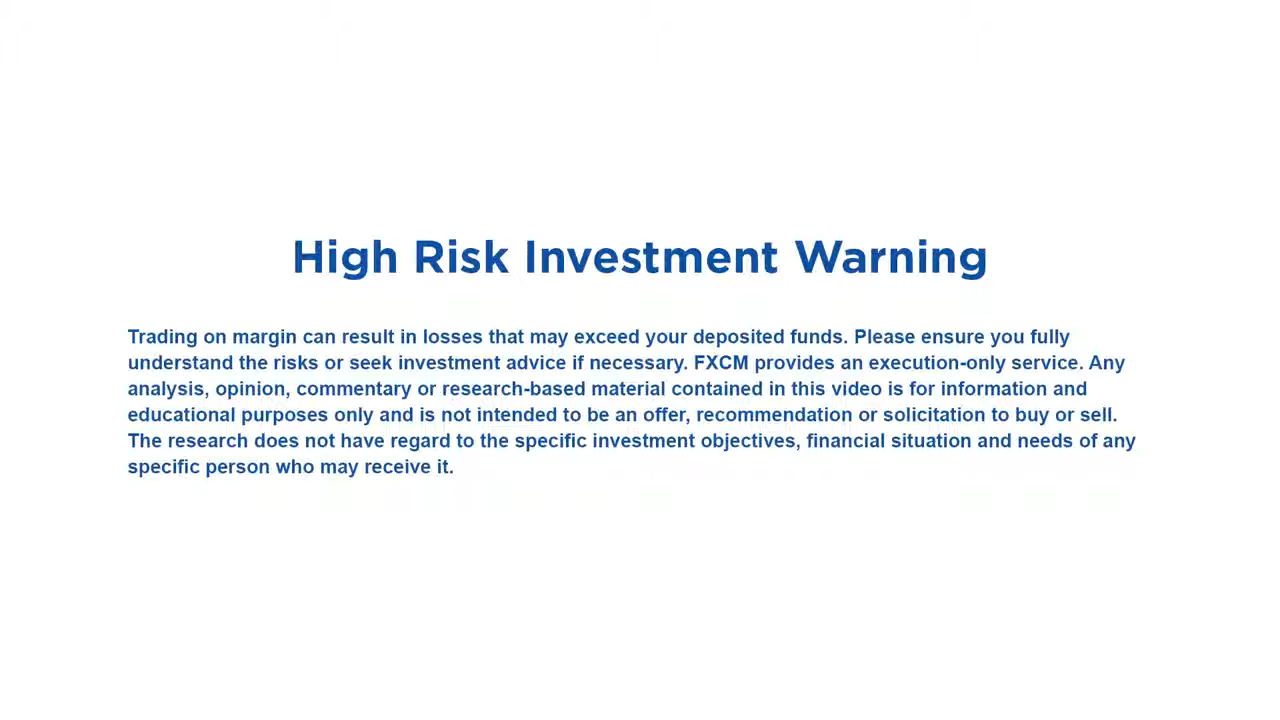 High Risk Investment Warning
Trading on margin can result in losses that may exceed your deposited funds. Please ensure you fully
understand the risks or seek investment advice if necessary. FXCM provides an execution-only service. Any
analysis, opinion, commentary or research-based material contained in this video is for information and
educational purposes only and is not intended to be an offer, recommendation or solicitation to buy or sell.
The research does not have regard to the specific investment objectives, financial situation and needs of any
specific person who may receive it.